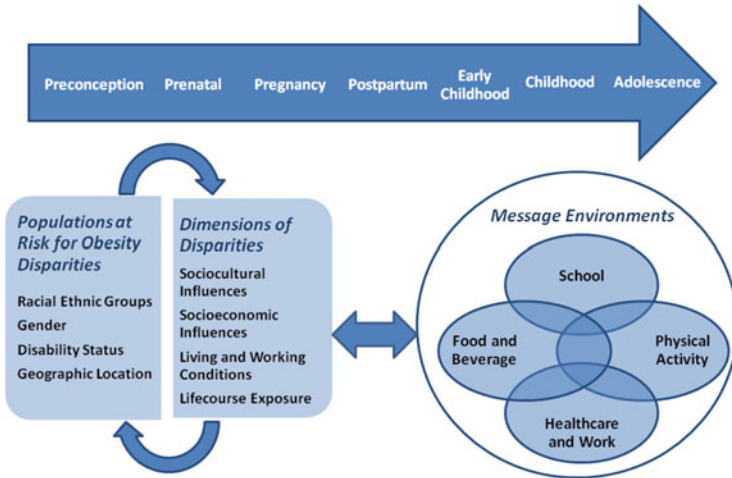 Preconception
Prenatal
Pregnancy
Postpartum
Early
Childhood
Childhood
Adolescence
Populations at
Risk for Obesity
Disparities
Racial Ethnic Groups
Gender
Disability Status
Geographic Location
Dimensions of
Disparities
Sociocultural
Influences
Socioeconomic
Influences
Living and Working
Conditions
Lifecourse Exposure
Message Environments
School
Food and
Beverage
Physical
Activity
Healthcare
and Work